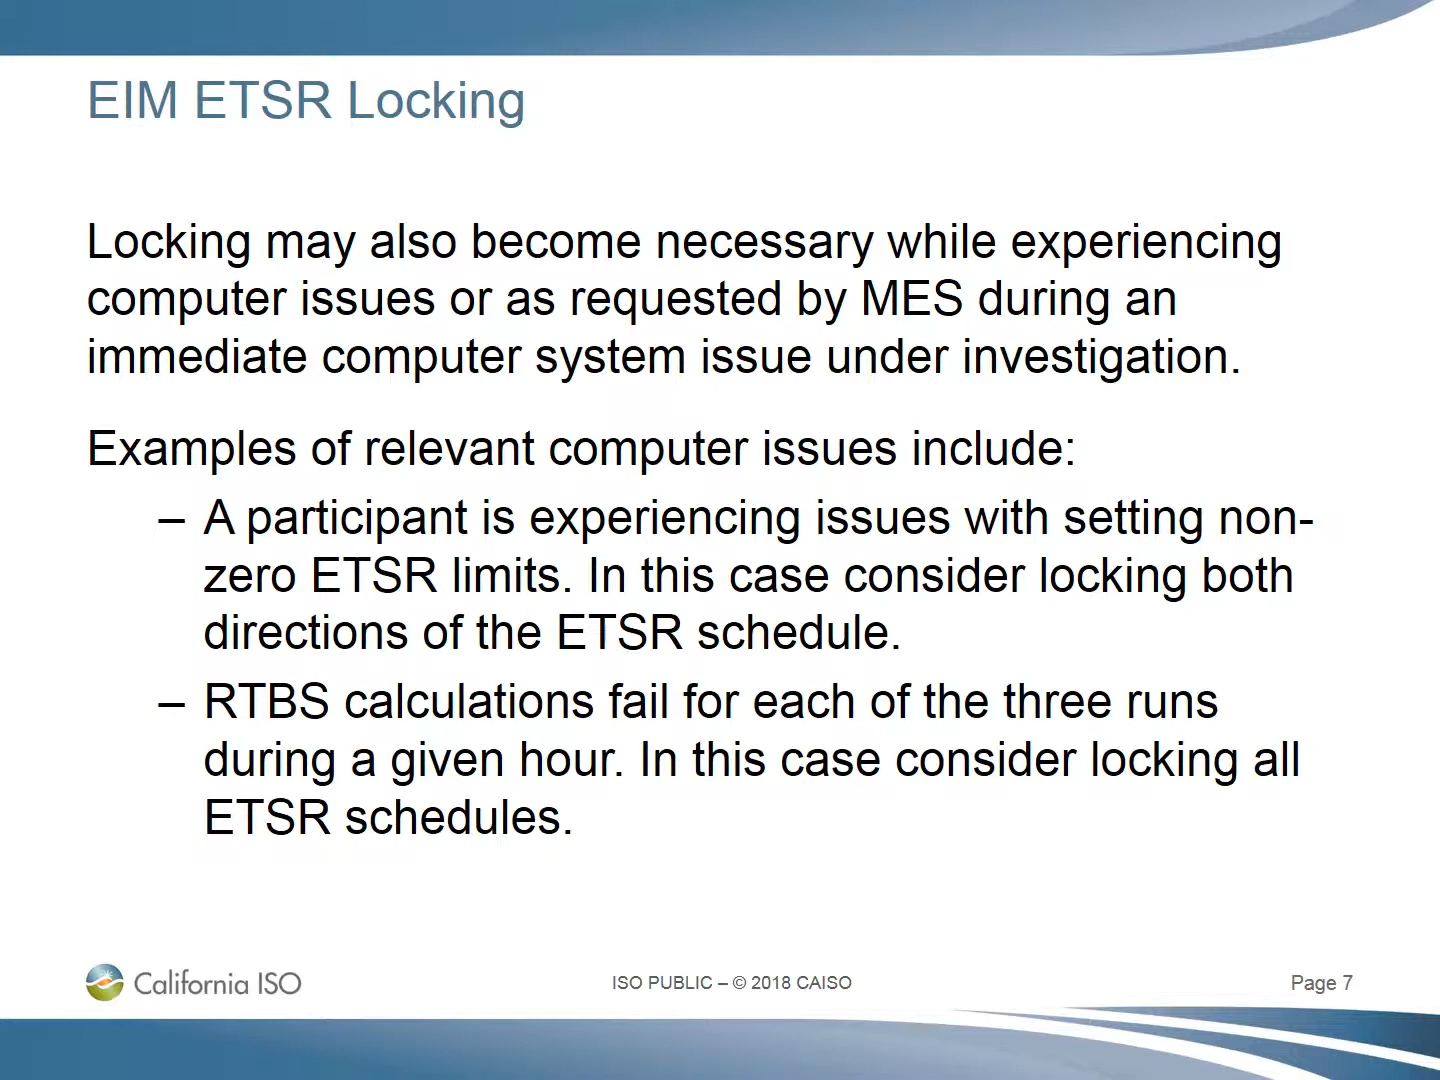 EIM ETSR Locking
Locking may also become necessary while experiencing
computer issues or as requested by MES during an
immediate computer system issue under investigation.
Examples of relevant computer issues include:
– A participant is experiencing issues with setting non-
zero ETSR limits. In this case consider locking both
directions of the ETSR schedule.
– RTBS calculations fail for each of the three runs
during a given hour. In this case consider locking all
ETSR schedules.
California ISO
ISO PUBLIC – © 2018 CAISO
Page 7